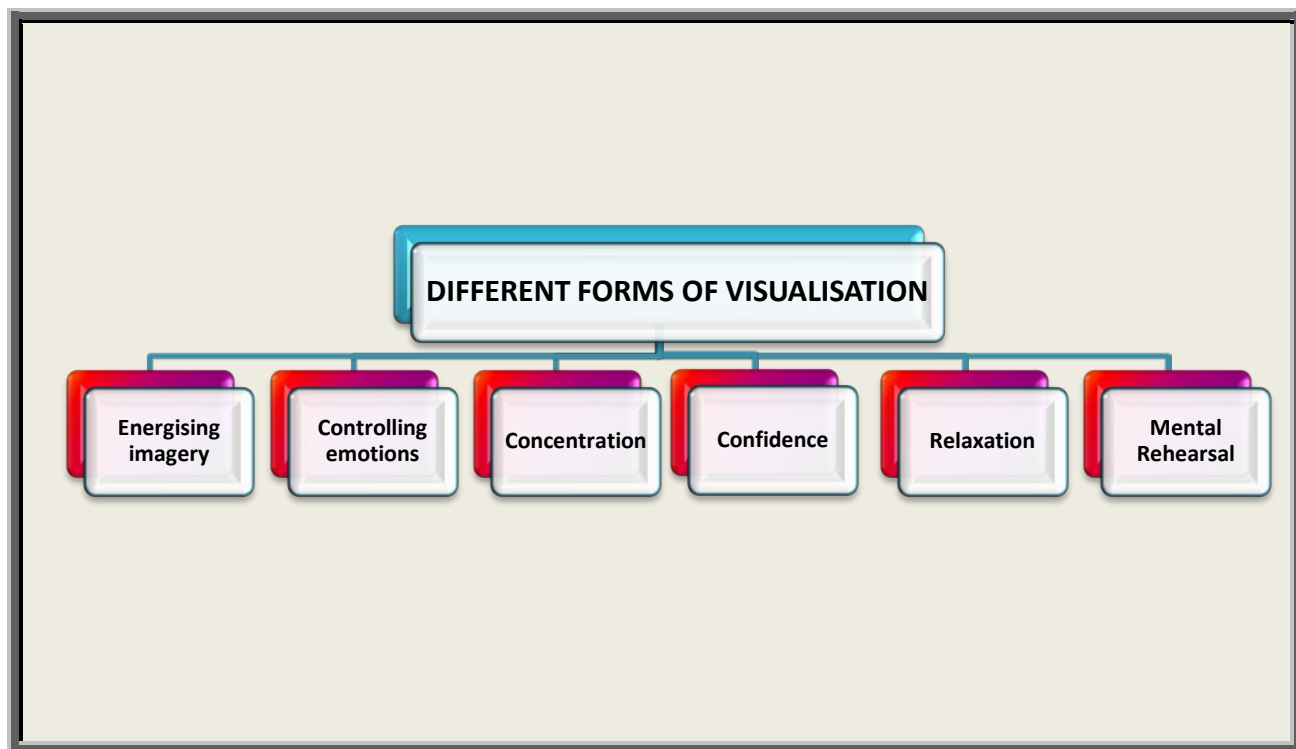 DIFFERENT FORMS OF VISUALISATION
Energising
imagery
Controlling
emotions
Concentration
Confidence
Relaxation
Mental
Rehearsal